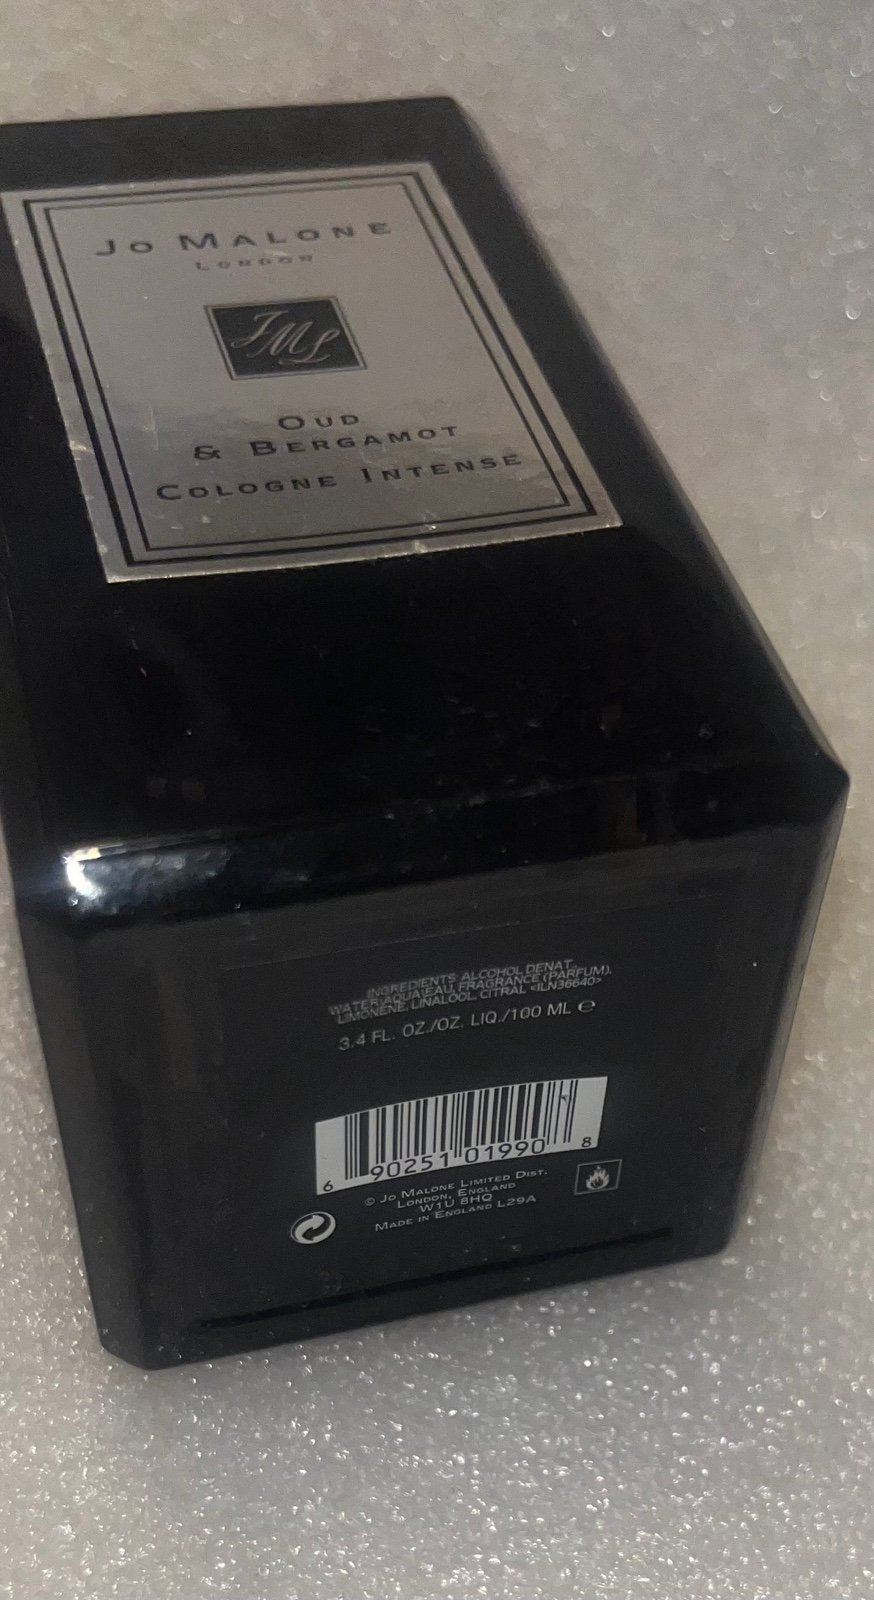 JO MALONE
LONDON
JML
OUD
& BERGAMOT
COLOGNE INTENSE
INGREDIENTS: ALCOHOL DENAT.,
WATER\AQUA\EAU, FRAGRANCE (PARFUM),
LIMONENE, LINALOOL, CITRAL <ILN36640>
3.4 FL. OZ./OZ. LIQ./100 ML ℮
6 90251 01990 8
© JO MALONE LIMITED DIST.
LONDON, ENGLAND
W1U 8HQ
MADE IN ENGLAND L29A